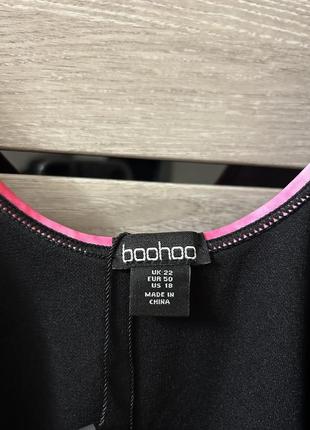 boohoo
UK 22
EUR 50
US 18
MADE IN
CHINA